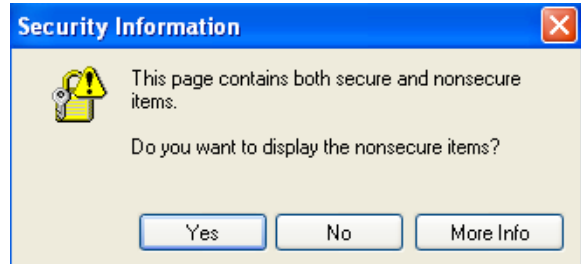 Security Information
This page contains both secure and nonsecure
items.
Do you want to display the nonsecure items?
Yes No More Info